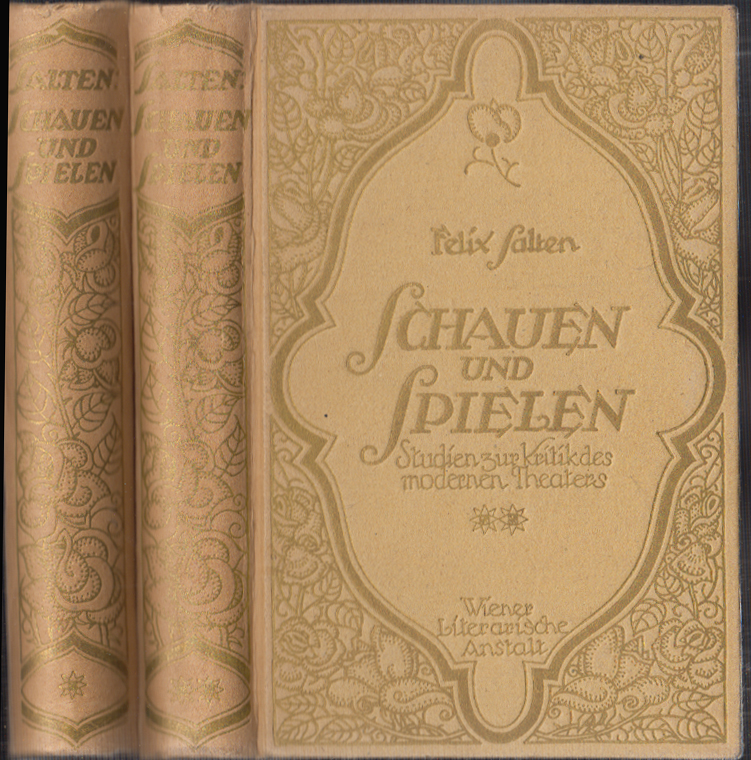 SALTEN:
SCHAUEN
UND
SPIELEN
SALTEN:
SCHAUEN
UND
SPIELEN
Felix Salten
SCHAUEN
UND
SPIELEN
Studien zur Kritik des
modernen Theaters
Wiener
Literarische
Anstalt